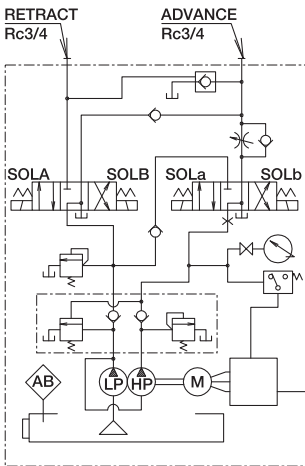 RETRACT ADVANCE
Rc3/4 Rc3/4
SOLA SOLB SOLa SOLb
AB LP HP M